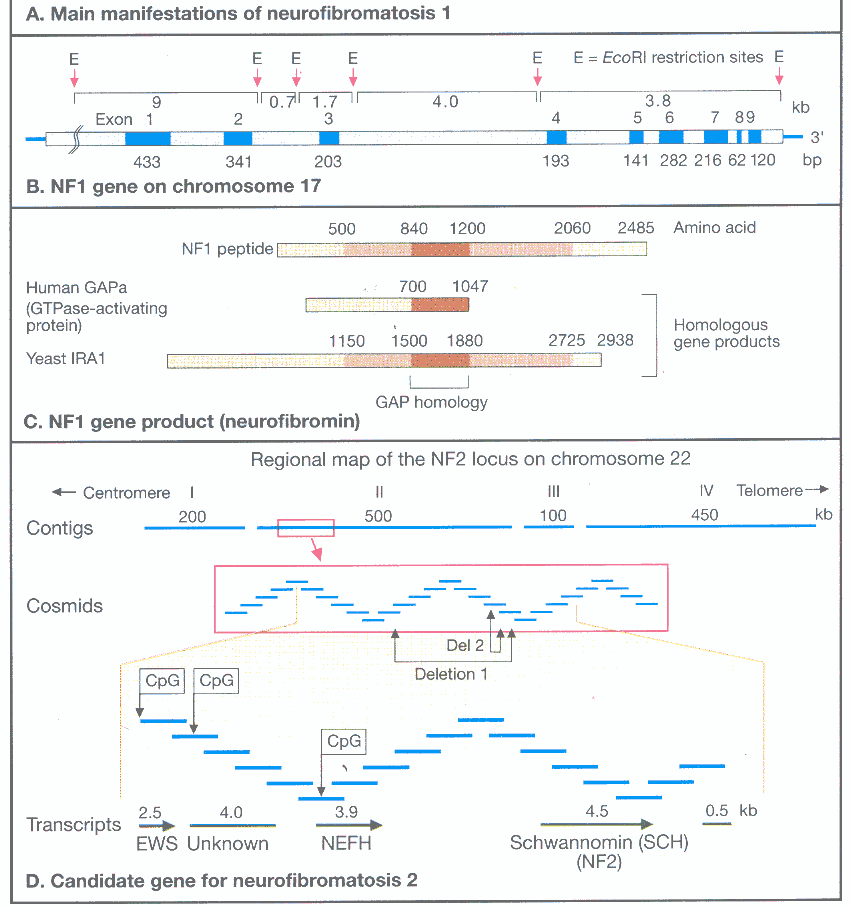 A. Main manifestations of neurofibromatosis 1
E E E E E E = EcoRI restriction sites E
9 0.7 1.7 4.0 3.8 kb
Exon 1 2 3 4 5 6 7 8 9
3'
433 341 203 193 141 282 216 62 120 bp
B. NF1 gene on chromosome 17
500 840 1200 2060 2485 Amino acid
NF1 peptide
Human GAPa
(GTPase-activating
protein)
700 1047
Homologous
gene products
1150 1500 1880 2725 2938
Yeast IRA1
GAP homology
C. NF1 gene product (neurofibromin)
Regional map of the NF2 locus on chromosome 22
Centromere I II III IV Telomere
200 500 100 450 kb
Contigs
Cosmids
Del 2
Deletion 1
CpG CpG
CpG
2.5 4.0 3.9 4.5 0.5 kb
Transcripts
EWS Unknown NEFH Schwannomin (SCH)
(NF2)
D. Candidate gene for neurofibromatosis 2